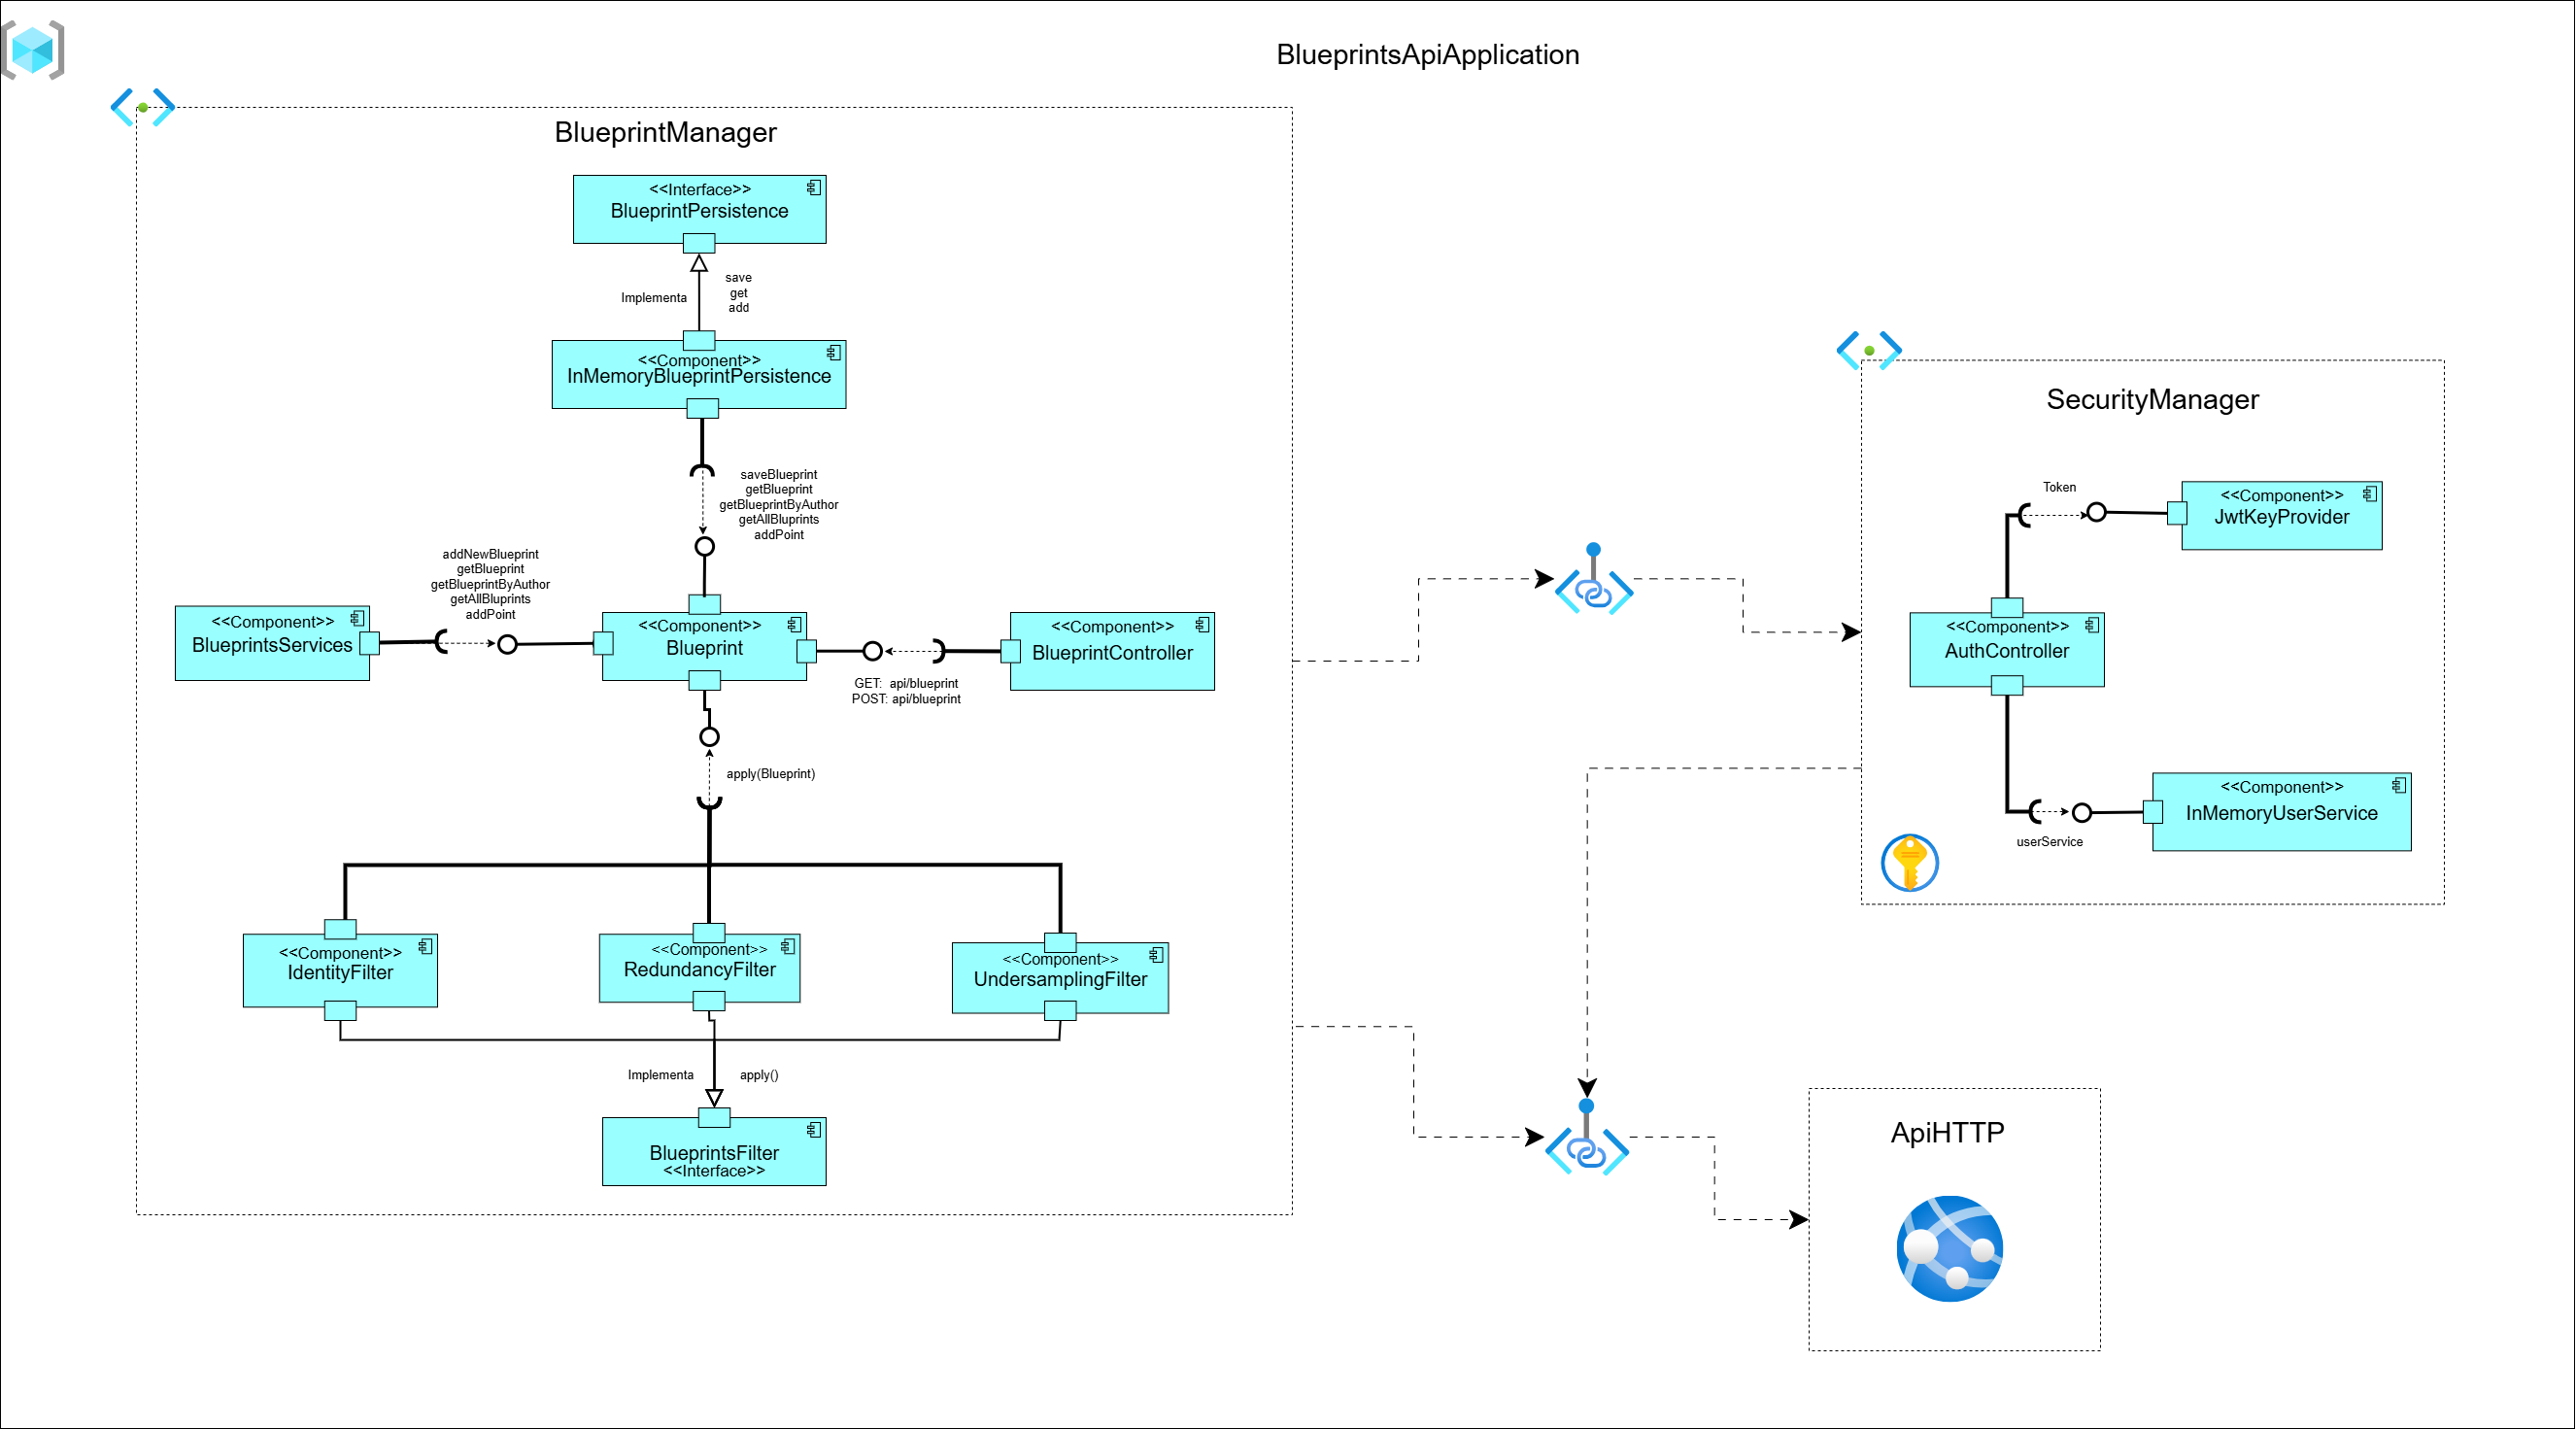 BlueprintsApiApplication
BlueprintManager
<<Interface>>
BlueprintPersistence
Implementa
save
get
add
<<Component>>
InMemoryBlueprintPersistence
saveBlueprint
getBlueprint
getBlueprintByAuthor
getAllBluprints
addPoint
addNewBlueprint
getBlueprint
getBlueprintByAuthor
getAllBluprints
addPoint
<<Component>>
BlueprintsServices
<<Component>>
Blueprint
<<Component>>
BlueprintController
GET: api/blueprint
POST: api/blueprint
apply(Blueprint)
<<Component>>
IdentityFilter
<<Component>>
RedundancyFilter
<<Component>>
UndersamplingFilter
Implementa
apply()
BlueprintsFilter
<<Interface>>
SecurityManager
Token
<<Component>>
JwtKeyProvider
<<Component>>
AuthController
<<Component>>
InMemoryUserService
userService
ApiHTTP